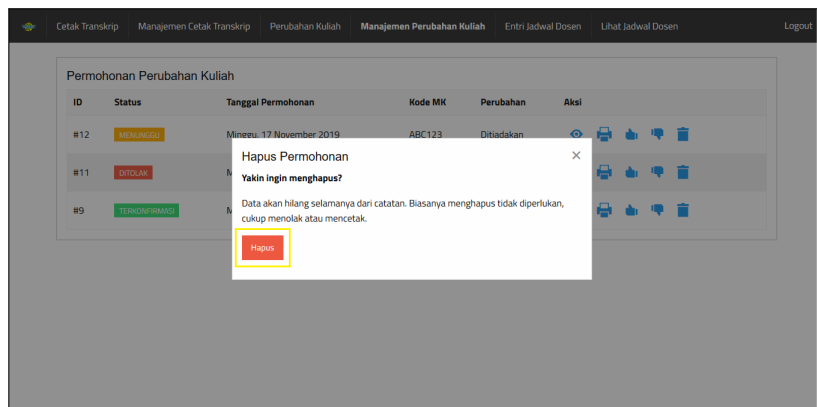 Cetak Transkrip Manajemen Cetak Transkrip Perubahan Kuliah Manajemen Perubahan Kuliah Entri Jadwal Dosen Lihat Jadwal Dosen Logout
Permohonan Perubahan Kuliah
ID Status Tanggal Permohonan Kode MK Perubahan Aksi
#12 MENUNGGU Minggu, 17 November 2019 ABC123 Ditiadakan
Hapus Permohonan ×
#11 DITOLAK M
Yakin ingin menghapus?
Data akan hilang selamanya dari catatan. Biasanya menghapus tidak diperlukan,
#9 TERKONFIRMASI M
cukup menolak atau mencetak.
Hapus